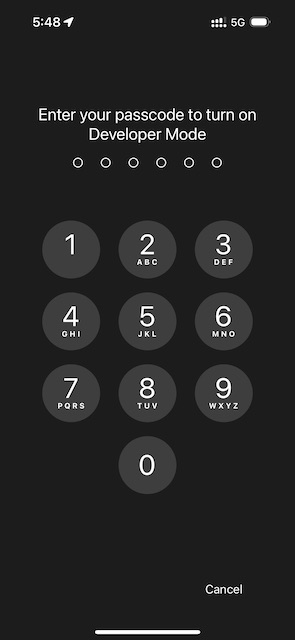 5:48 5G
Enter your passcode to turn on
Developer Mode
1 2 3
ABC DEF
4 5 6
GHI JKL MNO
7 8 9
PQRS TUV WXYZ
0
Cancel